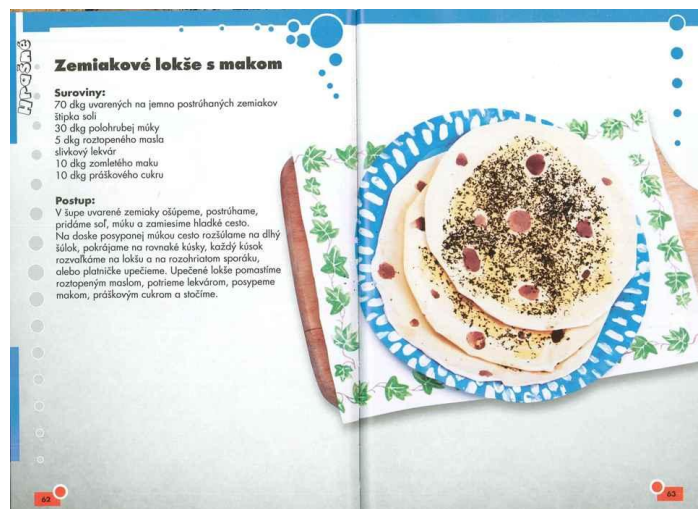 Hrašné
Zemiakové lokše s makom
Suroviny:
70 dkg uvarených na jemno postrúhaných zemiakov
štipka soli
30 dkg polohrubej múky
5 dkg roztopeného masla
slivkový lekvár
10 dkg zomletého maku
10 dkg práškového cukru
Postup:
V šupe uvarené zemiaky ošúpeme, postrúhame,
pridáme soľ, múku a zamiesime hladké cesto.
Na doske posypanej múkou cesto rozšúlame na dlhý
šúlok, pokrájame na rovnaké kúsky, každý kúsok
rozvaľkáme na lokšu a na rozohriatom sporáku,
alebo platničke upečieme. Upečené lokše pomastíme
roztopeným maslom, potrieme lekvárom, posypeme
makom, práškovým cukrom a stočíme.
62
63